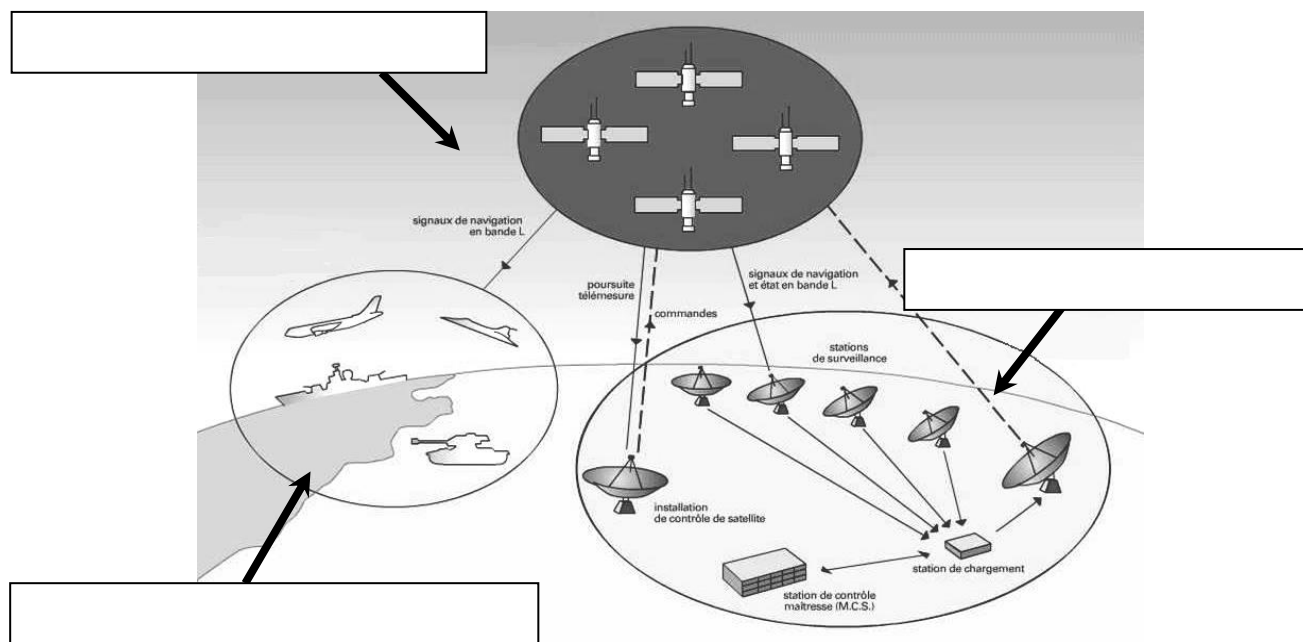 signaux de navigation
en bande L
poursuite
télémesure
commandes
signaux de navigation
et état en bande L
stations
de surveillance
installation
de contrôle de satellite
station de chargement
station de contrôle
maîtresse (M.C.S.)